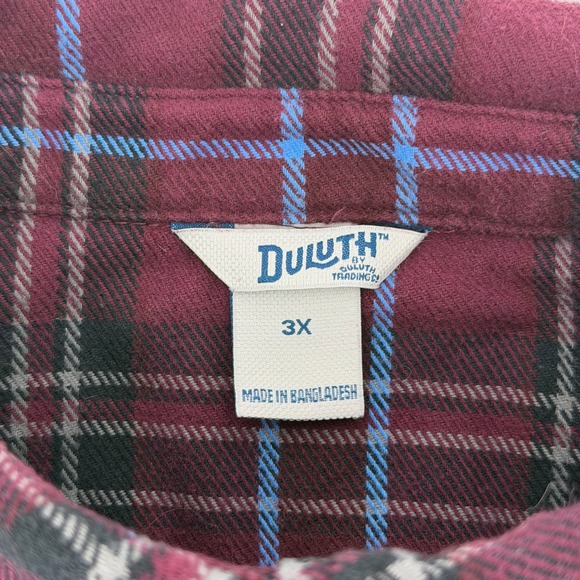 DULUTH™
BY
DULUTH
TRADING CO
3X
MADE IN BANGLADESH